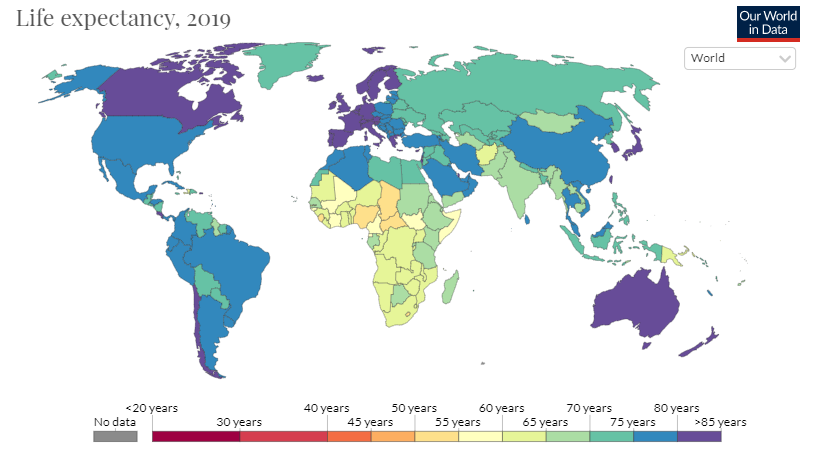 Life expectancy, 2019
Our World
in Data
World
<20 years 40 years 50 years 60 years 70 years 80 years
No data 30 years 45 years 55 years 65 years 75 years >85 years